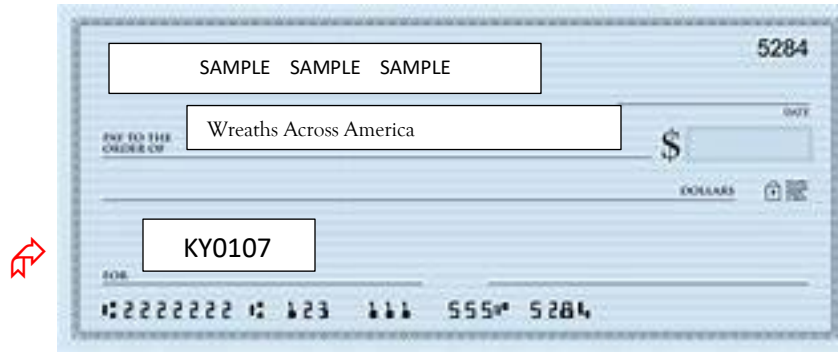 5284
SAMPLE SAMPLE SAMPLE
DATE
PAY TO THE
ORDER OF
Wreaths Across America
$
DOLLARS
KY0107
FOR
⑆2222222 ⑆ 123 111 555⑈ 5284